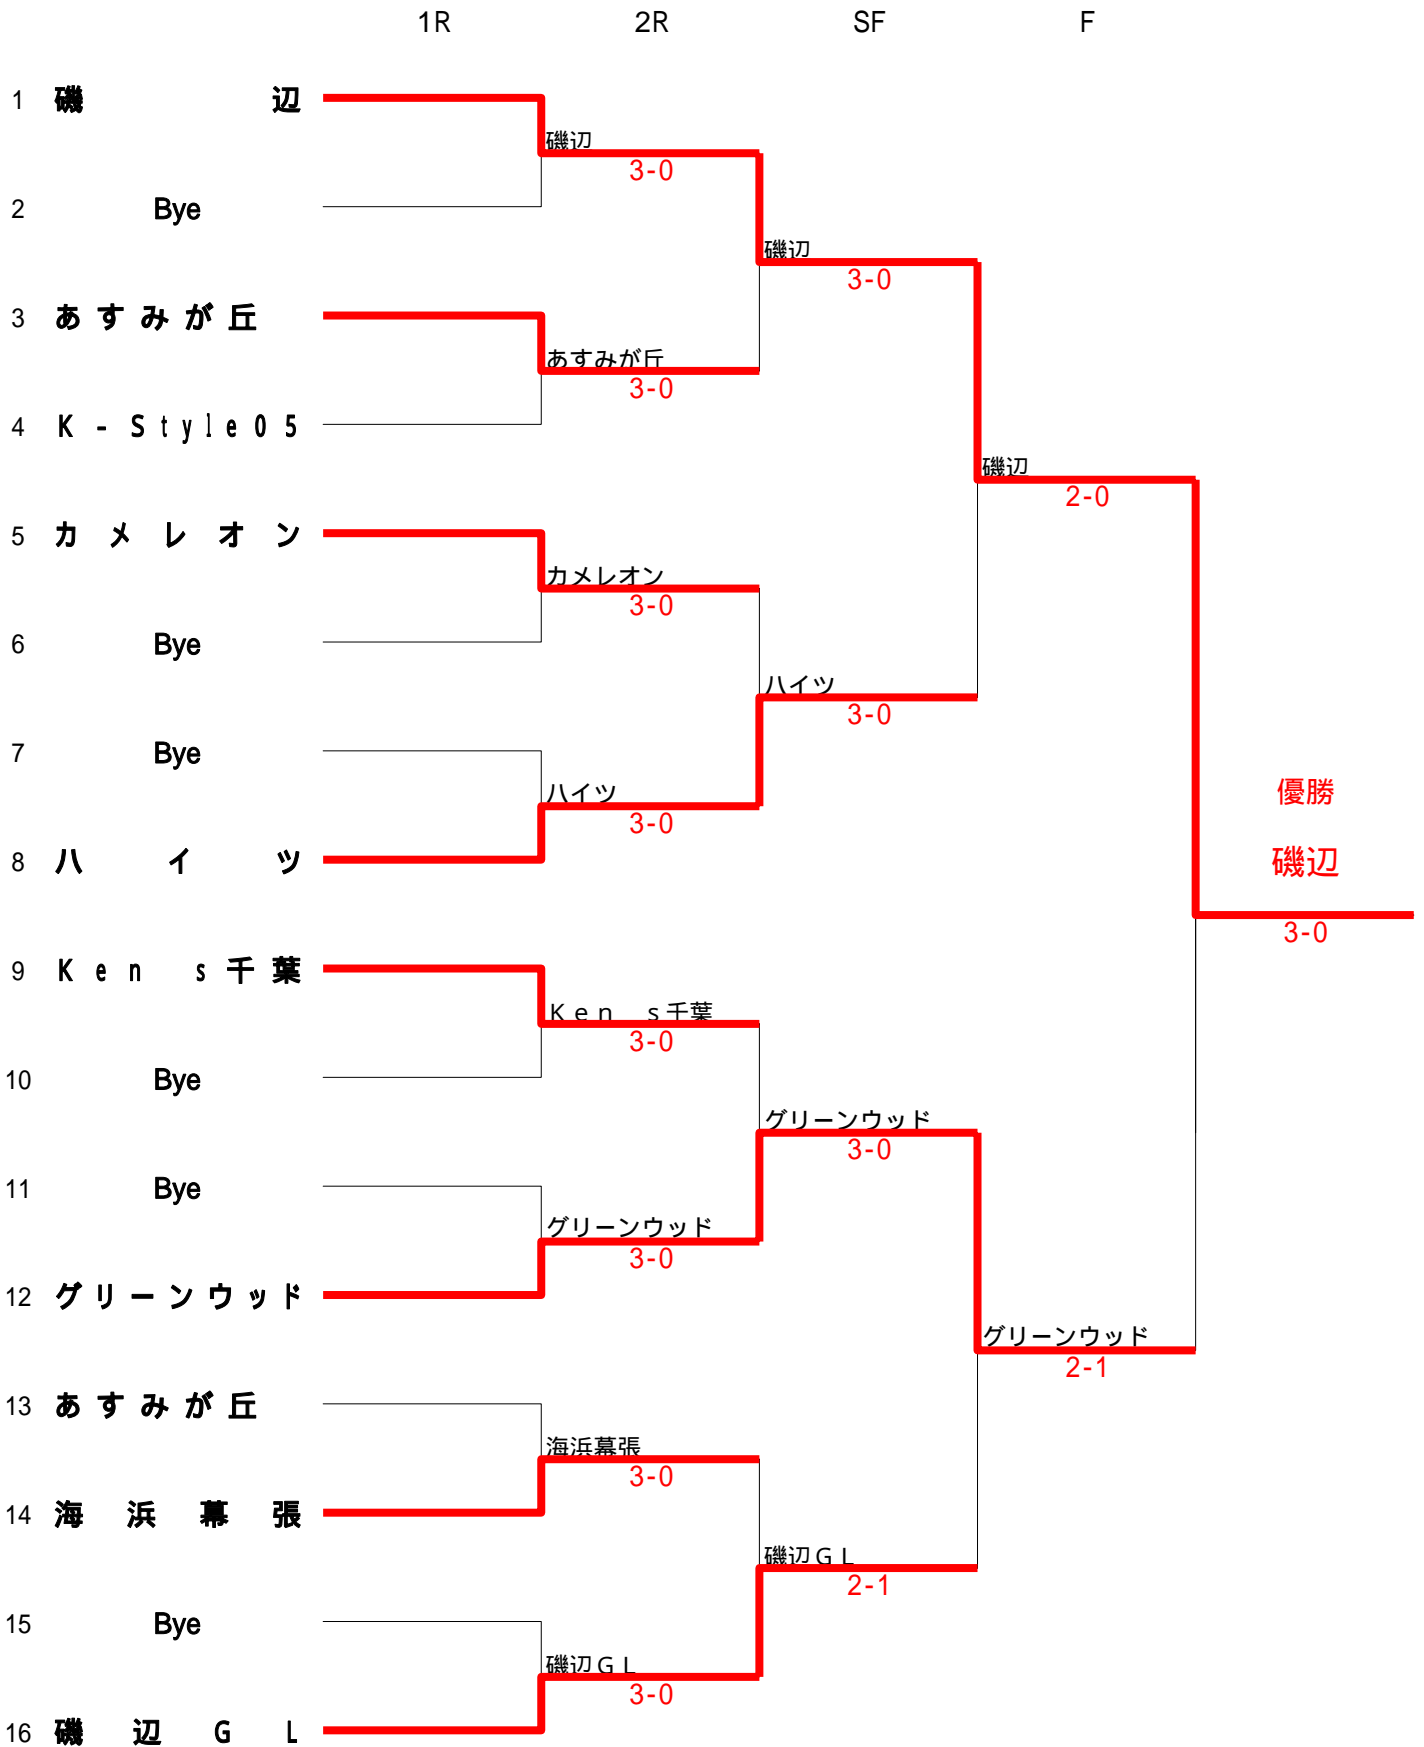 1R 2R SF F
1 磯辺
磯辺
3-0
2 Bye
磯辺
3-0
3 あすみが丘
あすみが丘
3-0
4 K-Style05
磯辺
2-0
5 カメレオン
カメレオン
3-0
6 Bye
ハイツ
3-0
7 Bye
ハイツ
3-0
優勝
8 ハイツ
磯辺
3-0
9 Ken s千葉
Ken s千葉
3-0
10 Bye
グリーンウッド
3-0
11 Bye
グリーンウッド
3-0
12 グリーンウッド
グリーンウッド
2-1
13 あすみが丘
海浜幕張
3-0
14 海浜幕張
磯辺GL
2-1
15 Bye
磯辺GL
3-0
16 磯辺GL